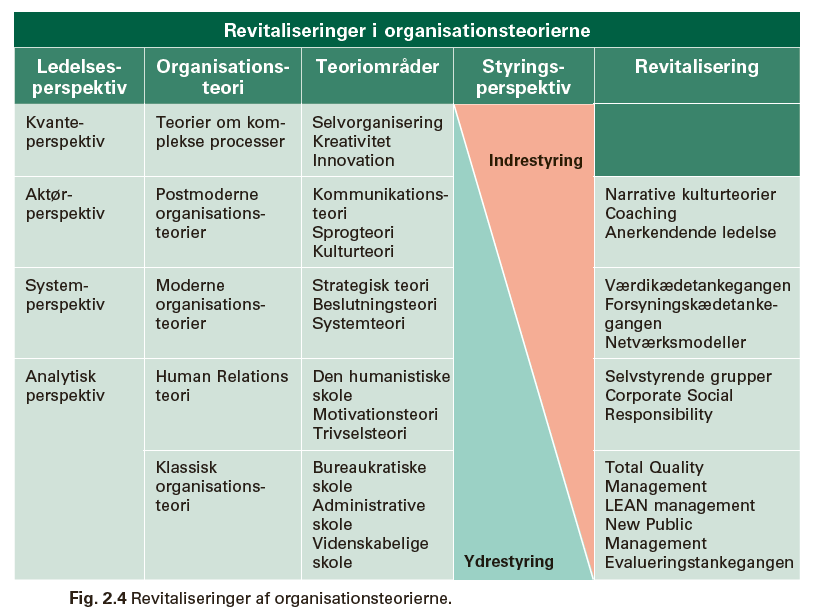 Revitaliseringer i organisationsteorierne
Ledelses-
perspektiv
Organisations-
teori
Teoriområder
Styrings-
perspektiv
Revitalisering
Kvante-
perspektiv
Teorier om kom-
plekse processer
Selvorganisering
Kreativitet
Innovation
Indrestyring
Aktør-
perspektiv
Postmoderne
organisations-
teorier
Kommunikations-
teori
Sprogteori
Kulturteori
Narrative kulturteorier
Coaching
Anerkendende ledelse
System-
perspektiv
Moderne
organisations-
teorier
Strategisk teori
Beslutningsteori
Systemteori
Værdikædetankegangen
Forsyningskædetanke-
gangen
Netværksmodeller
Analytisk
perspektiv
Human Relations
teori
Den humanistiske
skole
Motivationsteori
Trivselsteori
Selvstyrende grupper
Corporate Social
Responsibility
Klassisk
organisations-
teori
Bureaukratiske
skole
Administrative
skole
Videnskabelige
skole
Ydrestyring
Total Quality
Management
LEAN management
New Public
Management
Evalueringstankegangen
Fig. 2.4 Revitaliseringer af organisationsteorierne.